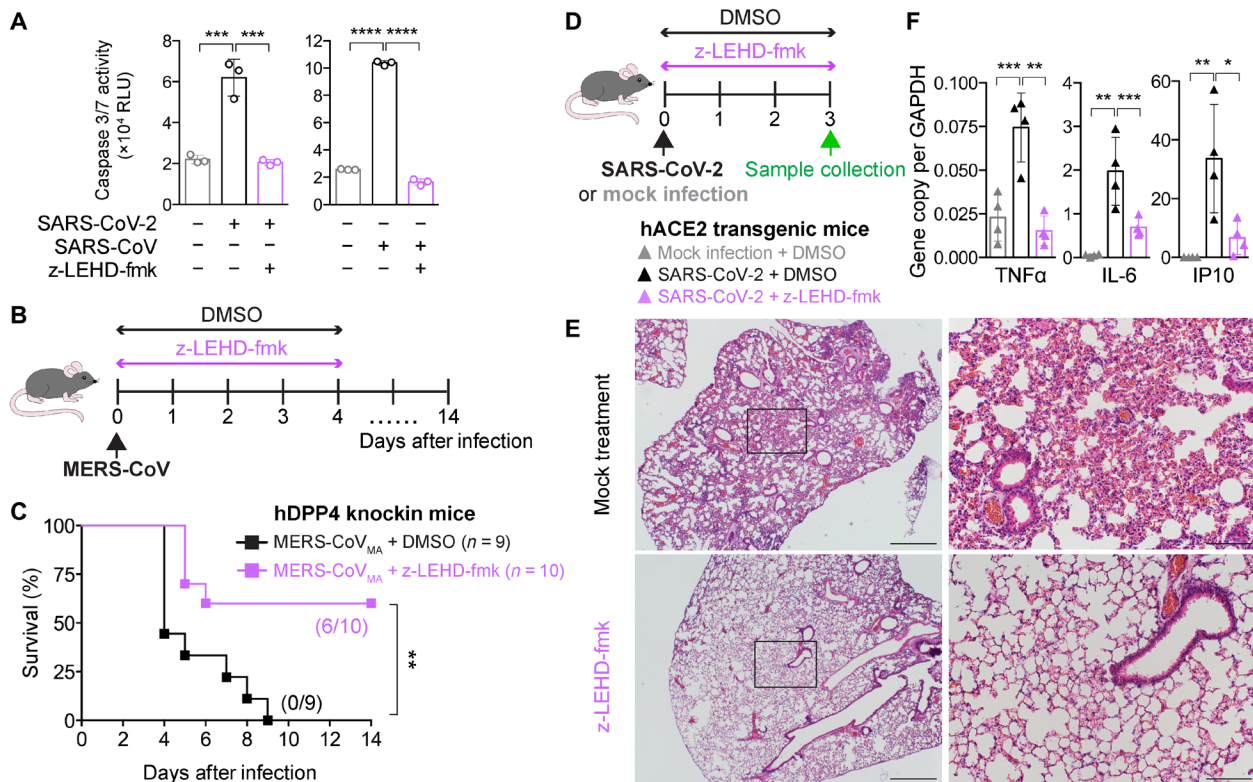 A
*** ***
**** ****
Caspase 3/7 activity
(×10⁴ RLU)
8
6
4
2
0
12
10
8
6
4
2
0
SARS-CoV-2 – + + – – –
SARS-CoV – – – – + +
z-LEHD-fmk – – + – – +
B
DMSO
z-LEHD-fmk
0 1 2 3 4 ...... 14
Days after infection
MERS-CoV
C
hDPP4 knockin mice
MERS-CoVMA + DMSO (n = 9)
MERS-CoVMA + z-LEHD-fmk (n = 10)
Survival (%)
100
75
50
25
0
(6/10)
(0/9)
**
0 2 4 6 8 10 12 14
Days after infection
D
DMSO
z-LEHD-fmk
0 1 2 3
SARS-CoV-2
or mock infection
Sample collection
hACE2 transgenic mice
Mock infection + DMSO
SARS-CoV-2 + DMSO
SARS-CoV-2 + z-LEHD-fmk
F
*** **
** ***
** *
Gene copy per GAPDH
0.100
0.075
0.050
0.025
0.000
4
3
2
1
0
60
40
20
0
TNFα IL-6 IP10
E
Mock treatment
z-LEHD-fmk